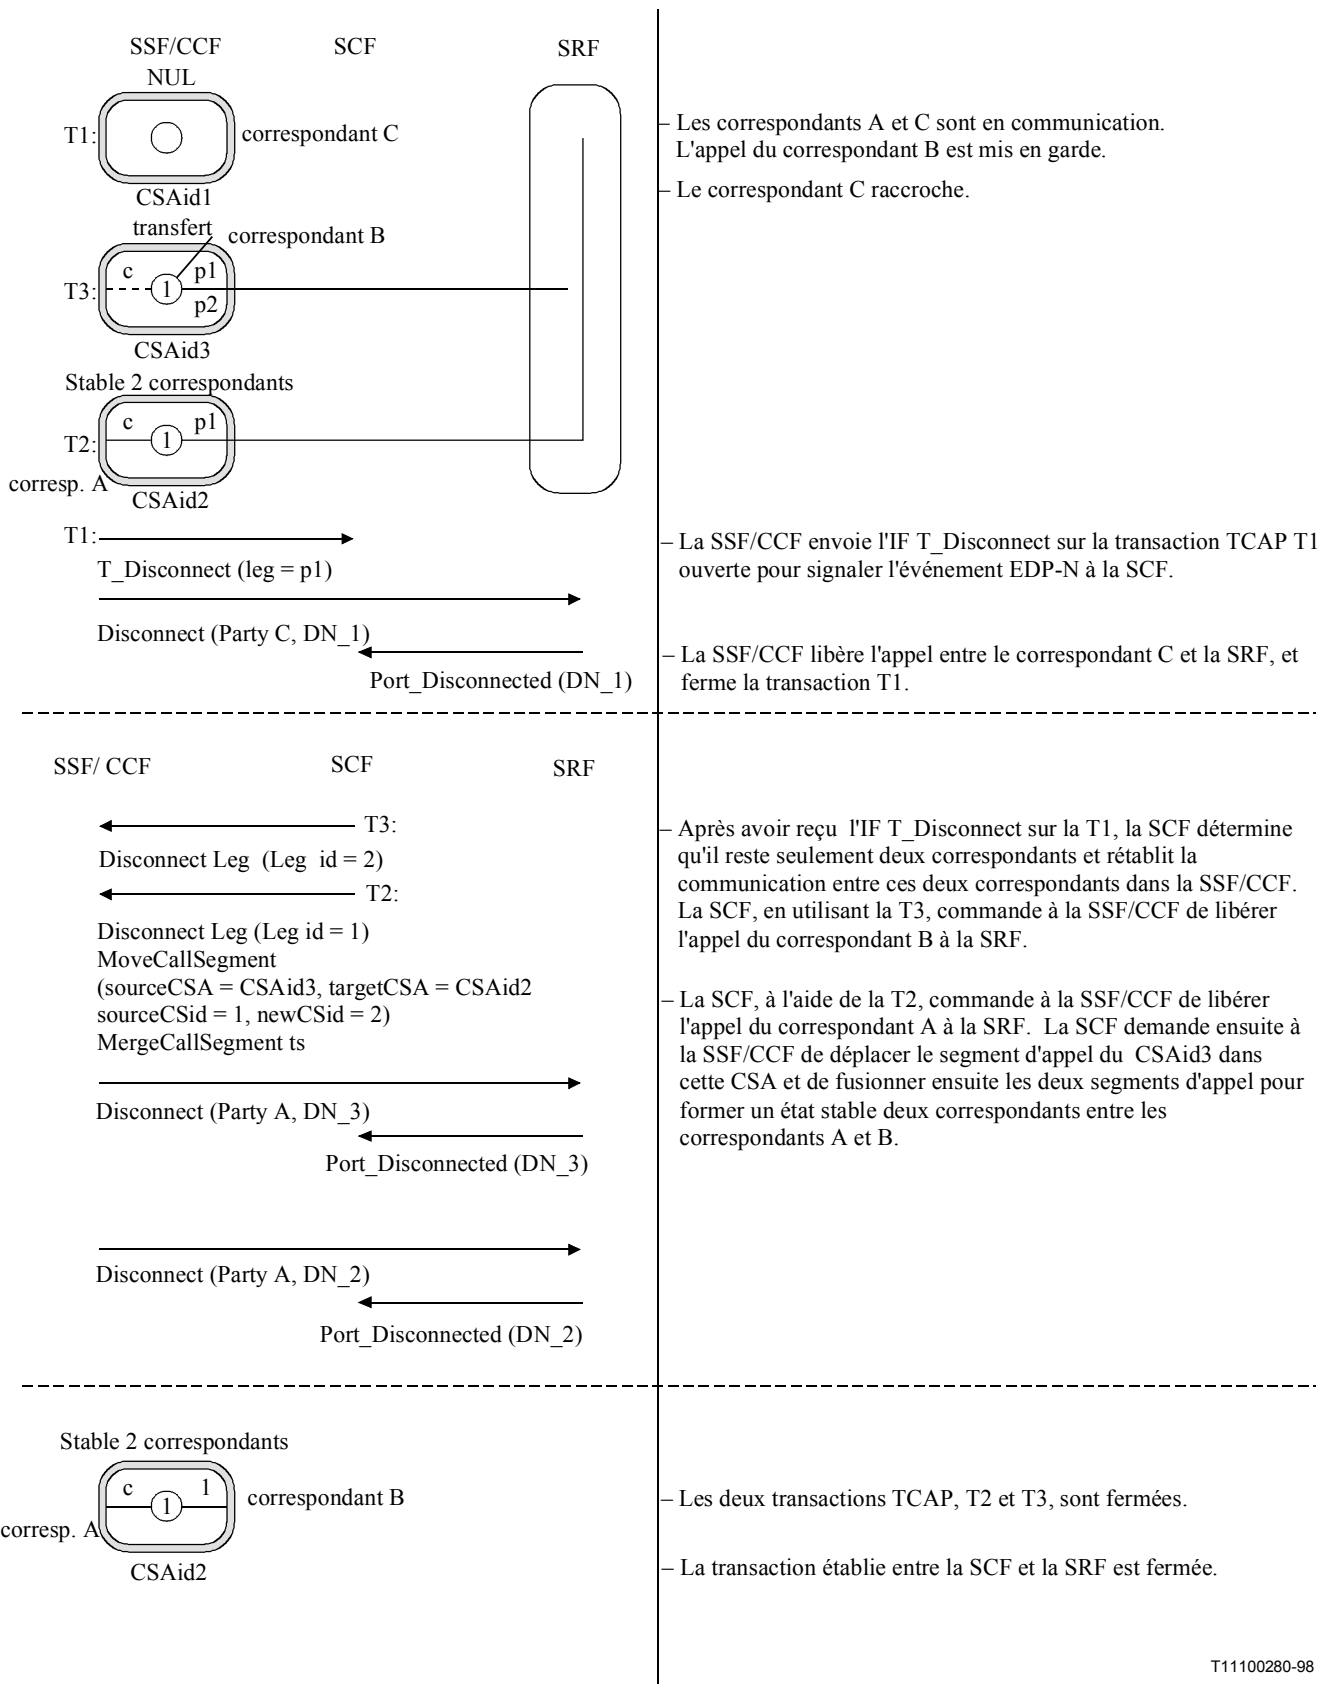 SSF/CCF SCF SRF
NUL
T1: correspondant C
CSAid1
– Les correspondants A et C sont en communication.
L'appel du correspondant B est mis en garde.
– Le correspondant C raccroche.
transfert
correspondant B
c p1
T3: 1
p2
CSAid3
Stable 2 correspondants
c p1
T2: 1
corresp. A
CSAid2
T1:
T_Disconnect (leg = p1)
– La SSF/CCF envoie l'IF T_Disconnect sur la transaction TCAP T1
ouverte pour signaler l'événement EDP-N à la SCF.
Disconnect (Party C, DN_1)
Port_Disconnected (DN_1)
– La SSF/CCF libère l'appel entre le correspondant C et la SRF, et
ferme la transaction T1.
SSF/ CCF SCF SRF
T3:
Disconnect Leg (Leg id = 2)
T2:
Disconnect Leg (Leg id = 1)
MoveCallSegment
(sourceCSA = CSAid3, targetCSA = CSAid2
sourceCSid = 1, newCSid = 2)
MergeCallSegment ts
– Après avoir reçu l'IF T_Disconnect sur la T1, la SCF détermine
qu'il reste seulement deux correspondants et rétablit la
communication entre ces deux correspondants dans la SSF/CCF.
La SCF, en utilisant la T3, commande à la SSF/CCF de libérer
l'appel du correspondant B à la SRF.
– La SCF, à l'aide de la T2, commande à la SSF/CCF de libérer
l'appel du correspondant A à la SRF. La SCF demande ensuite à
la SSF/CCF de déplacer le segment d'appel du CSAid3 dans
cette CSA et de fusionner ensuite les deux segments d'appel pour
former un état stable deux correspondants entre les
correspondants A et B.
Disconnect (Party A, DN_3)
Port_Disconnected (DN_3)
Disconnect (Party A, DN_2)
Port_Disconnected (DN_2)
Stable 2 correspondants
c 1
1
correspondant B
corresp. A
CSAid2
– Les deux transactions TCAP, T2 et T3, sont fermées.
– La transaction établie entre la SCF et la SRF est fermée.
T11100280-98